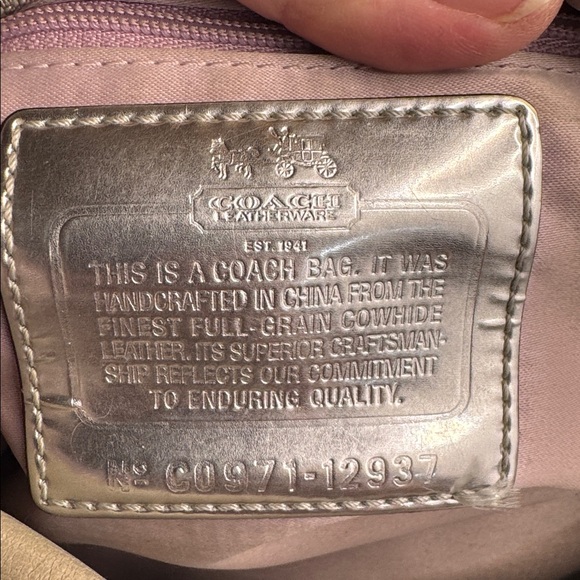 COACH
LEATHERWARE
EST. 1941
THIS IS A COACH BAG. IT WAS
HANDCRAFTED IN CHINA FROM THE
FINEST FULL-GRAIN COWHIDE
LEATHER. ITS SUPERIOR CRAFTSMAN-
SHIP REFLECTS OUR COMMITMENT
TO ENDURING QUALITY.
No C0971-12937